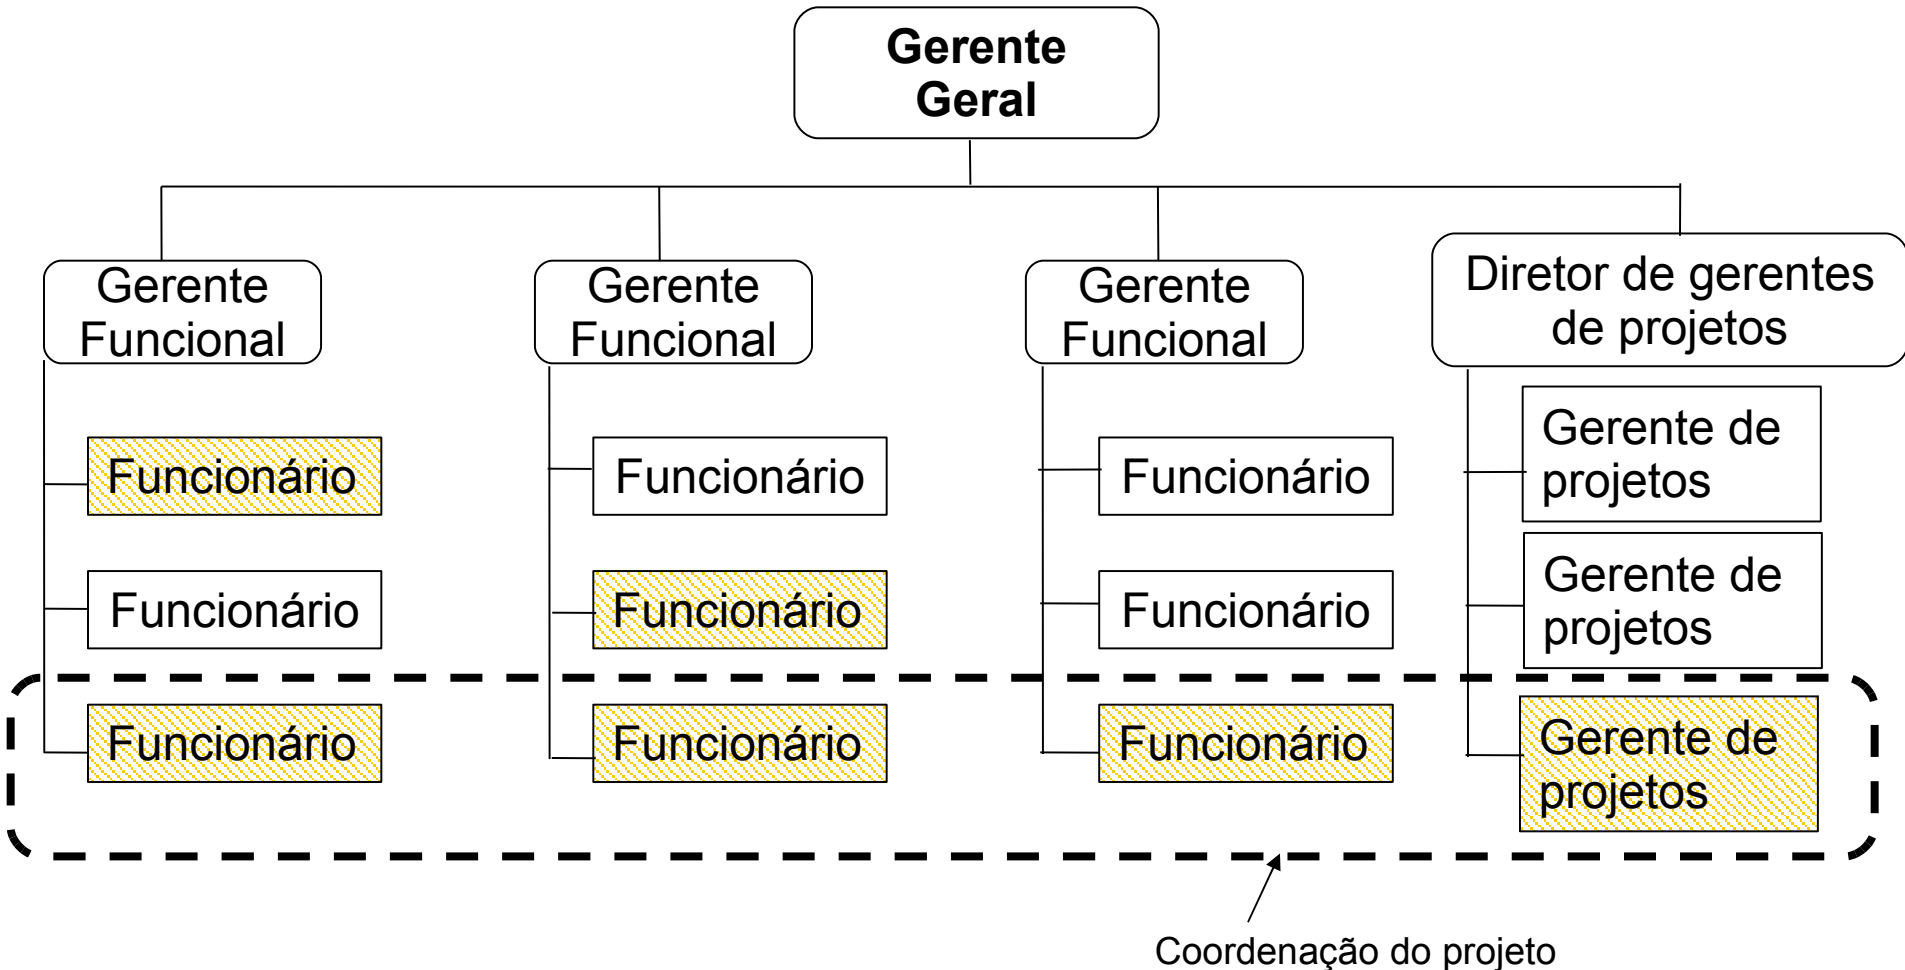 Gerente
Geral
Gerente
Funcional
Gerente
Funcional
Gerente
Funcional
Diretor de gerentes
de projetos
Funcionário
Funcionário
Funcionário
Gerente de
projetos
Funcionário
Funcionário
Funcionário
Gerente de
projetos
Funcionário
Funcionário
Funcionário
Gerente de
projetos
Coordenação do projeto